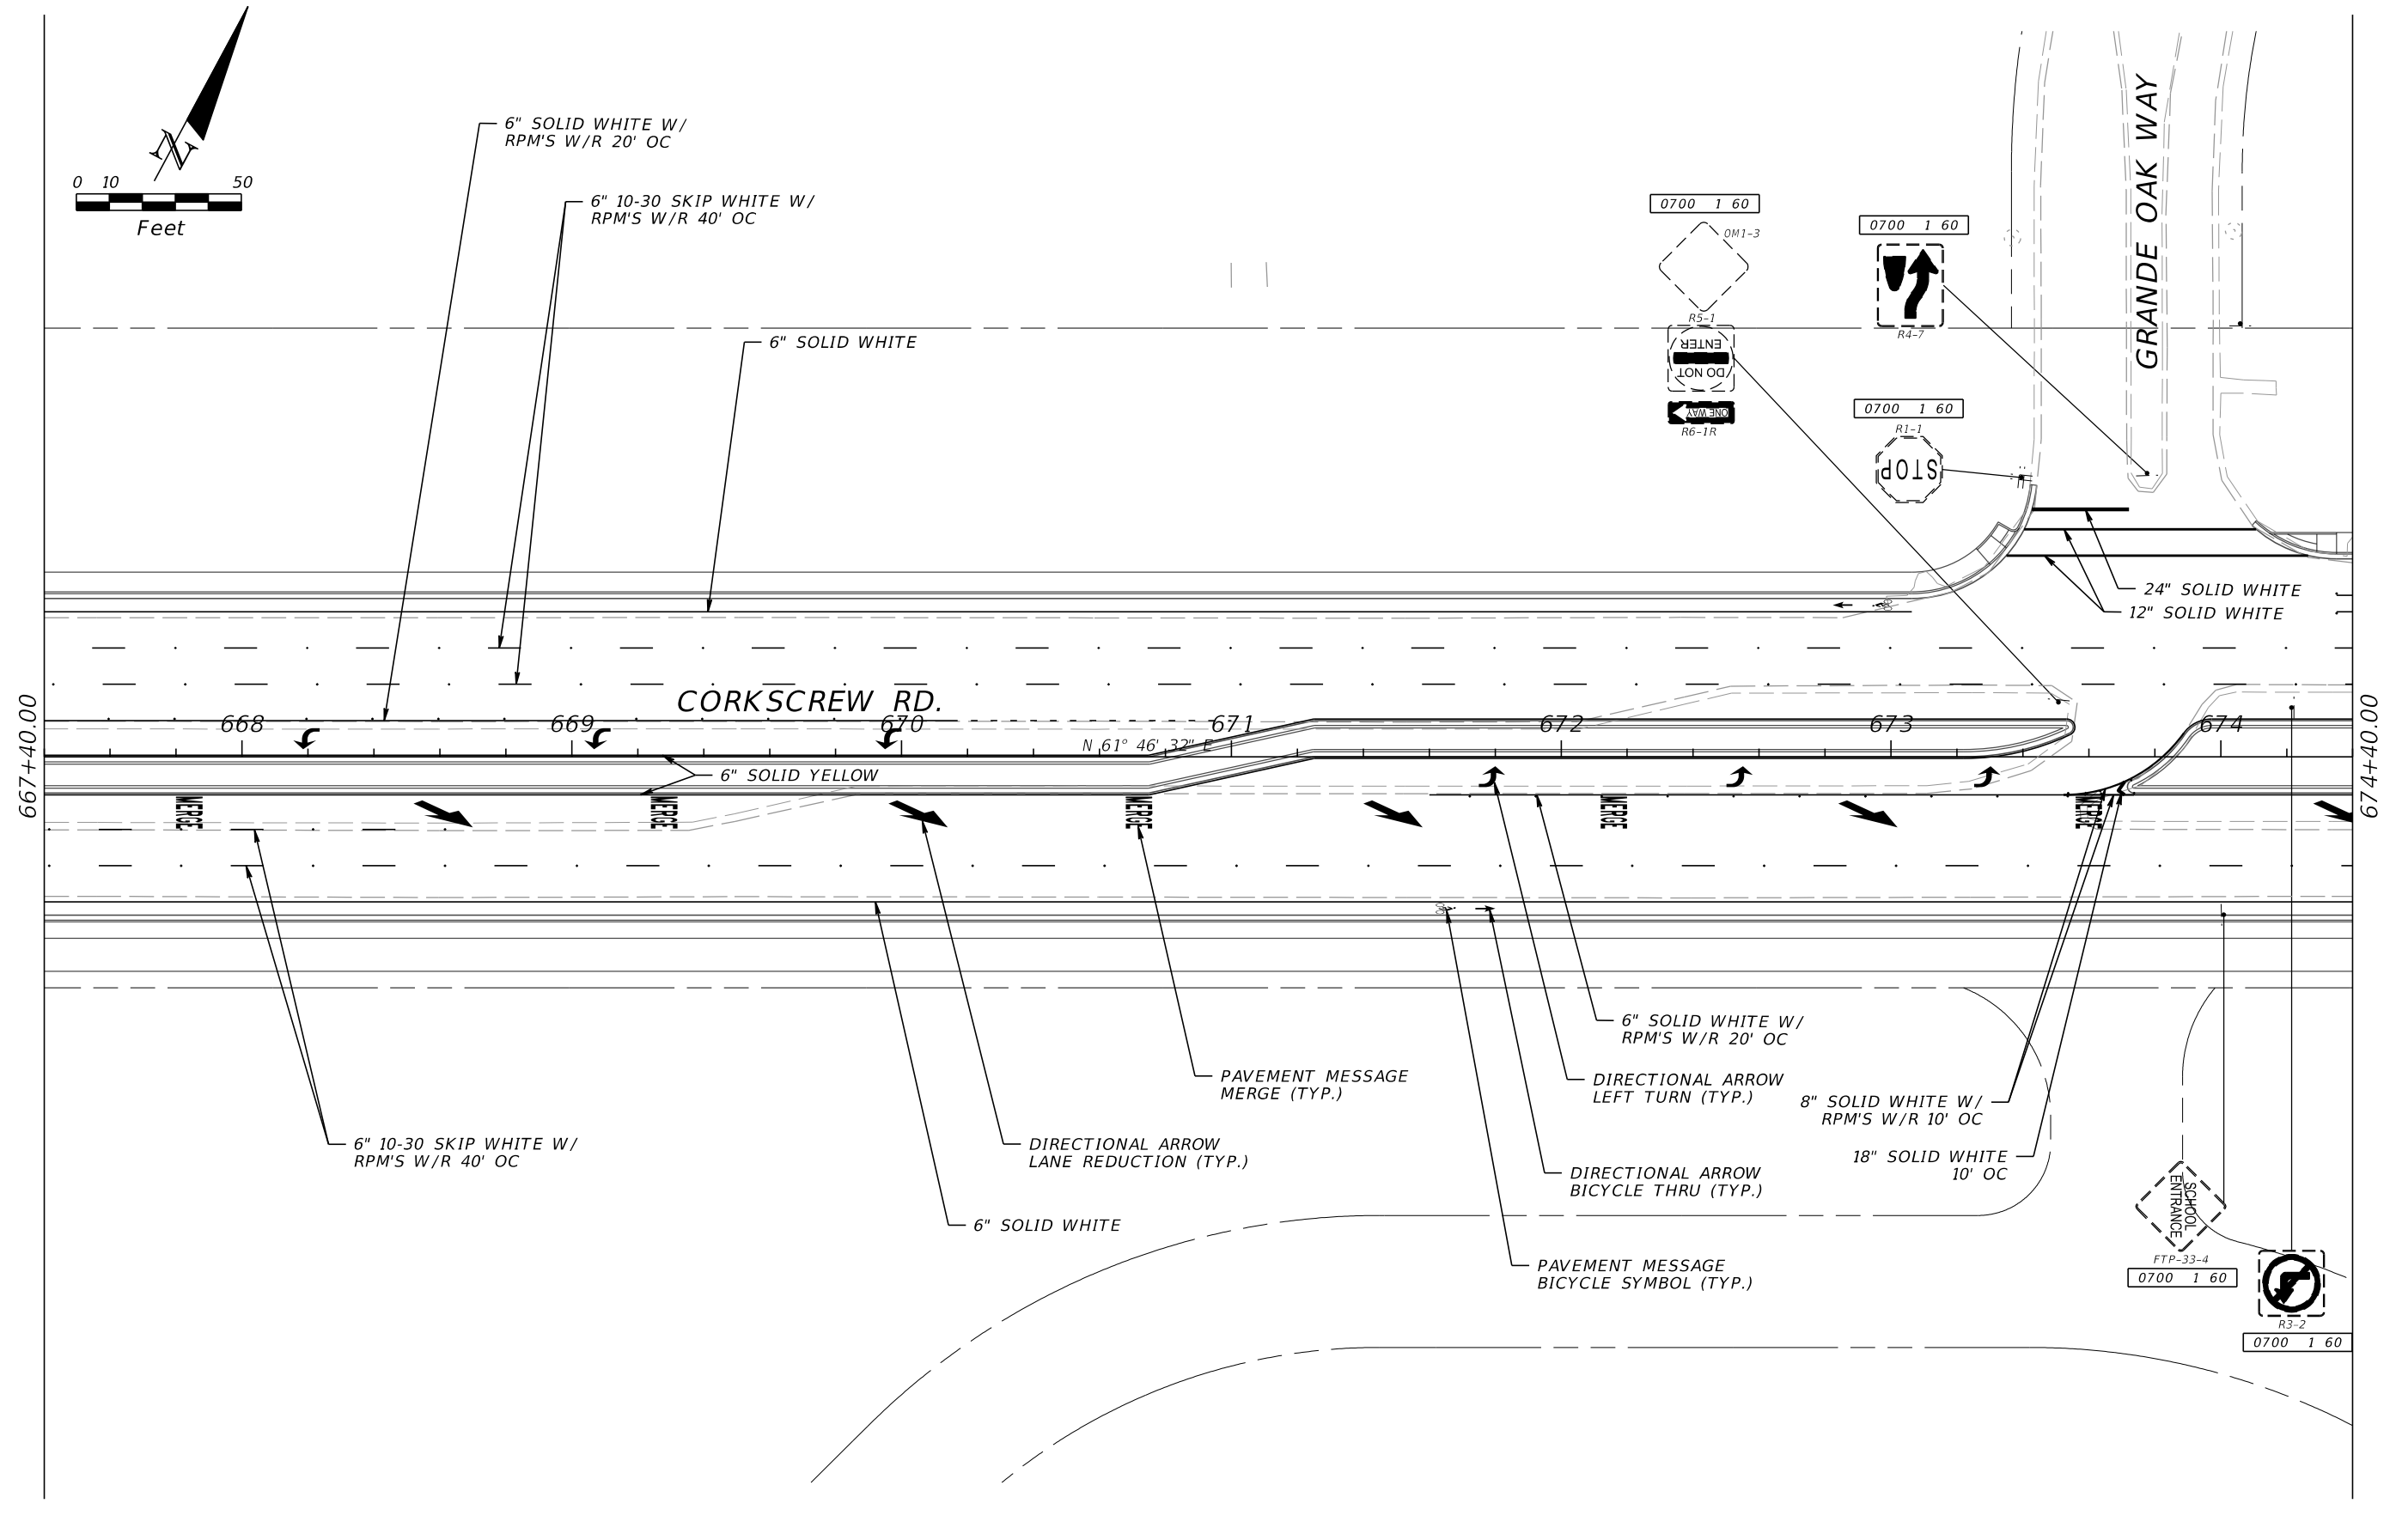 6" SOLID WHITE W/
RPM'S W/R 20' OC
6" 10-30 SKIP WHITE W/
RPM'S W/R 40' OC
N
0 10 50
Feet
6" SOLID WHITE
0700 1 60
OM1-3
R5-1
DO NOT
ENTER
ONE WAY
R6-1R
0700 1 60
R4-7
0700 1 60
R1-1
STOP
GRANDE OAK WAY
24" SOLID WHITE
12" SOLID WHITE
CORKSCREW RD.
667+40.00
668 669 670 671 672 673 674
674+40.00
N 61° 46' 32" E
6" SOLID YELLOW
MERGE MERGE MERGE MERGE MERGE
6" SOLID WHITE W/
RPM'S W/R 20' OC
PAVEMENT MESSAGE
MERGE (TYP.)
DIRECTIONAL ARROW
LEFT TURN (TYP.)
8" SOLID WHITE W/
RPM'S W/R 10' OC
6" 10-30 SKIP WHITE W/
RPM'S W/R 40' OC
DIRECTIONAL ARROW
LANE REDUCTION (TYP.)
18" SOLID WHITE
10' OC
DIRECTIONAL ARROW
BICYCLE THRU (TYP.)
6" SOLID WHITE
SCHOOL
ENTRANCE
FTP-33-4
0700 1 60
PAVEMENT MESSAGE
BICYCLE SYMBOL (TYP.)
R3-2
0700 1 60